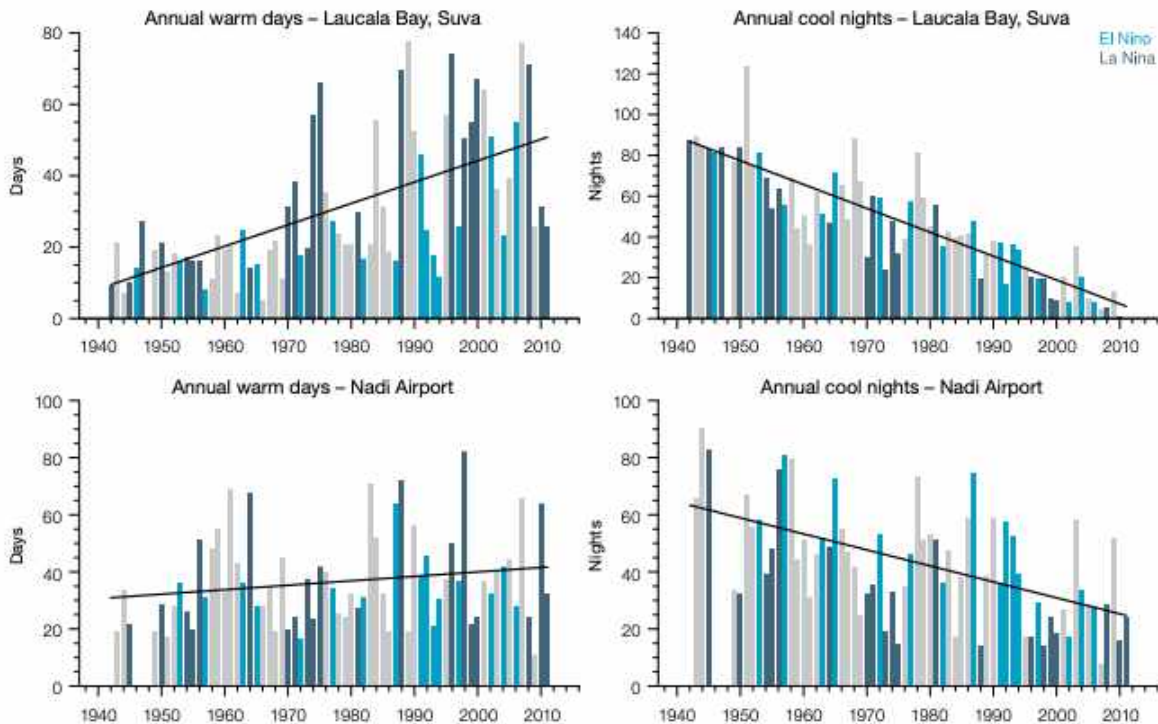 Annual warm days – Laucala Bay, Suva
80
60
40
20
0
Days
1940 1950 1960 1970 1980 1990 2000 2010
Annual cool nights – Laucala Bay, Suva
El Nino
La Nina
140
120
100
80
60
40
20
0
Nights
1940 1950 1960 1970 1980 1990 2000 2010
Annual warm days – Nadi Airport
100
80
60
40
20
0
Days
1940 1950 1960 1970 1980 1990 2000 2010
Annual cool nights – Nadi Airport
100
80
60
40
20
0
Nights
1940 1950 1960 1970 1980 1990 2000 2010